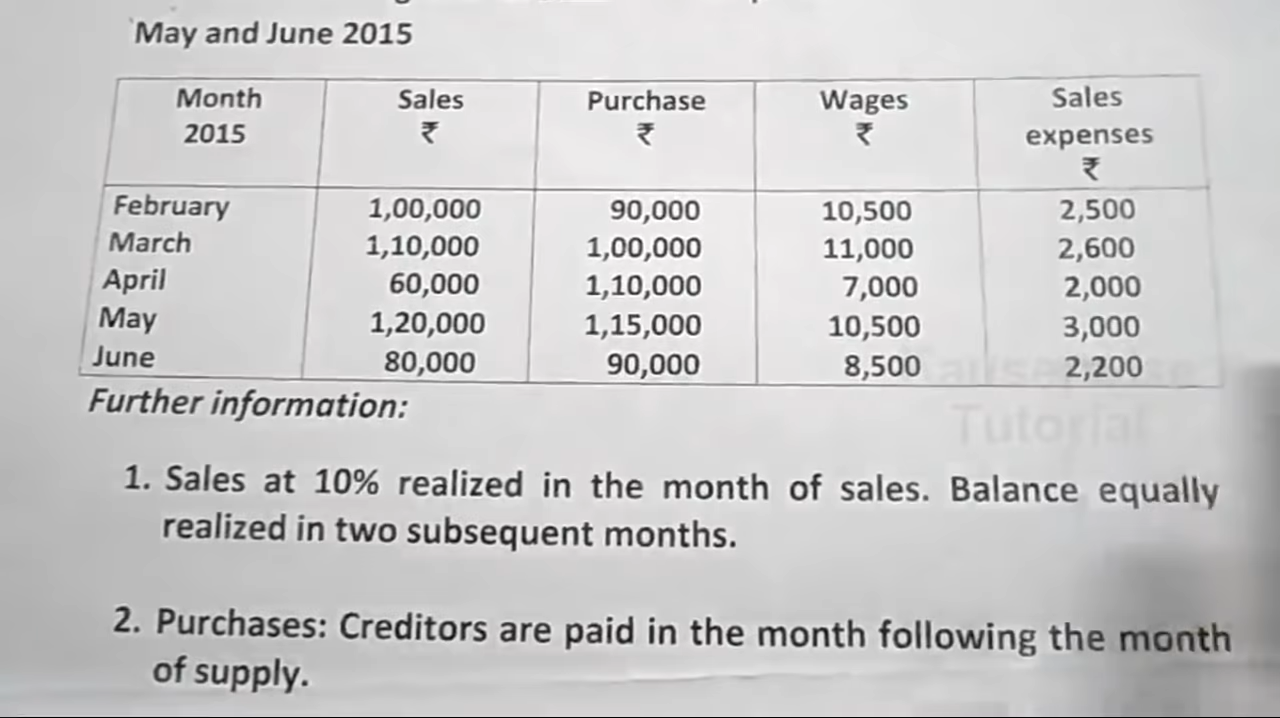 May and June 2015
Month 2015 Sales ₹ Purchase ₹ Wages ₹ Sales expenses ₹
February 1,00,000 90,000 10,500 2,500
March 1,10,000 1,00,000 11,000 2,600
April 60,000 1,10,000 7,000 2,000
May 1,20,000 1,15,000 10,500 3,000
June 80,000 90,000 8,500 2,200
Further information:
1. Sales at 10% realized in the month of sales. Balance equally
realized in two subsequent months.
2. Purchases: Creditors are paid in the month following the month
of supply.
Tutorial